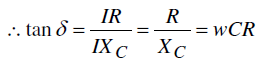 ∴ tan δ = IR / IX_C = R / X_C = wCR